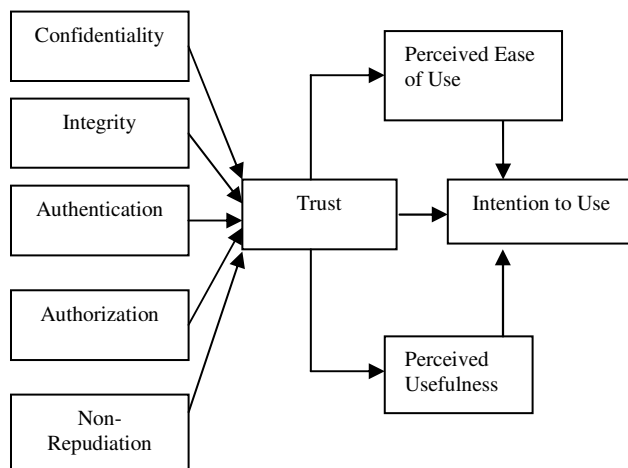 Confidentiality
Integrity
Authentication
Authorization
Non-
Repudiation
Trust
Perceived Ease
of Use
Intention to Use
Perceived
Usefulness